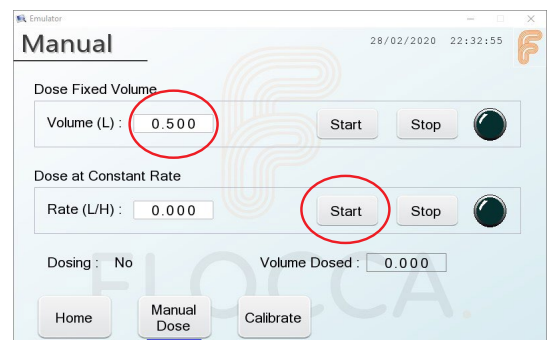 Emulator
Manual
28/02/2020 22:32:55
Dose Fixed Volume
Volume (L) : 0.500 Start Stop
Dose at Constant Rate
Rate (L/H) : 0.000 Start Stop
Dosing : No Volume Dosed : 0.000
FLOCCA.
Home Manual Dose Calibrate